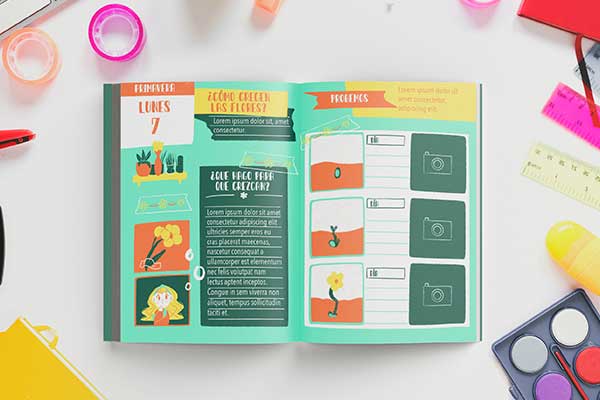 PRIMAVERA
LUNES
7
¿CÓMO CRECEN
LAS FLORES?
Lorem ipsum dolor sit, amet
consectetur.
¿QUE HAGO PARA
QUE CREZCAN?
Lorem ipsum dolor sit
amet consectetur
adipiscing elit, aptent
ultricies semper eros
cras placerat maecenas,
nascetur consequat a
ullamcorper est elementum
nec felis volutpat nam
lectus aptent inceptos.
Congue in sem viverra non
aliquet, tempus sollicitudin
taciti et.
PROBEMOS
Lorem ipsum dolor sit
amet consectetur
adipiscing elit.
DÍA
DÍA
DÍA